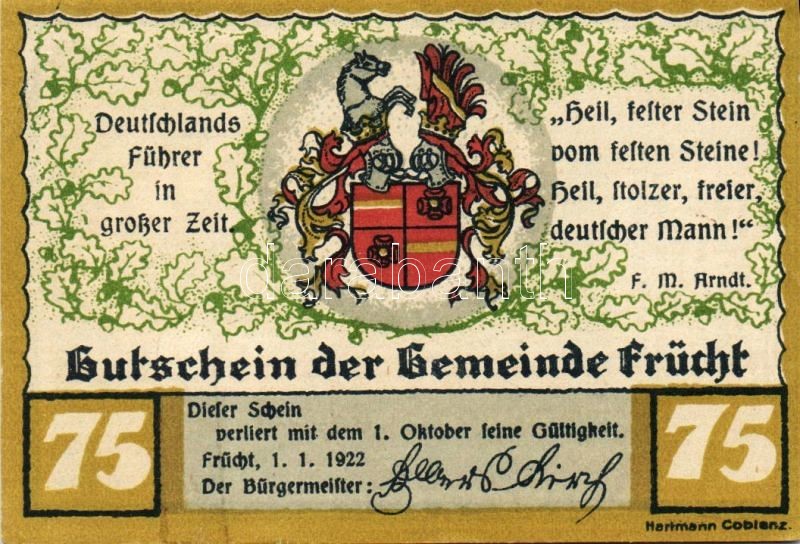 Deutſchlands
Führer
in
großer Zeit.
„Heil, feſter Stein
vom feſten Steine!
Heil, ſtolzer, freier,
deutſcher Mann!“
F. M. Arndt.
darabanth
Gutschein der Gemeinde Frücht
75
Dieſer Schein
verliert mit dem 1. Oktober ſeine Gültigkeit.
Frücht, 1. 1. 1922
Der Bürgermeiſter:
75
Hartmann Coblenz.